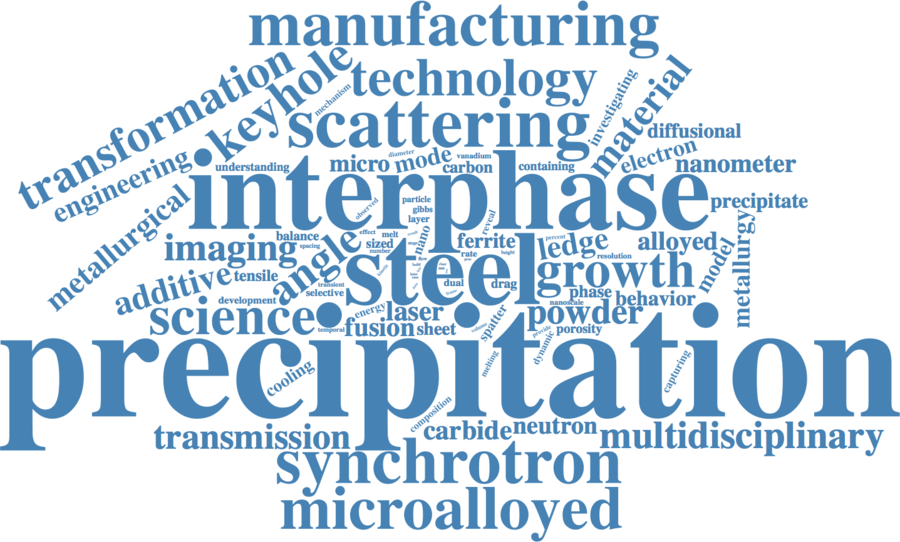 manufacturing
technology
transformation
keyhole
mechanism
scattering
investigating
material
diffusional
engineering
understanding
micro
diameter
mode
vanadium
carbon
containing
electron
nanometer
interphase
metallurgical
observed
particle
gibbs
layer
reveal
precipitate
imaging
balance
spacing
angle
effect
melt
sized
number
nano
ferrite
rate
height
percent
ledge
resolution
alloyed
model
metallurgy
additive
tensile
transient
selective
steel
dual
drag
growth
phase
nanoscale
behavior
development
science
temporal
energy
laser
fusion
sheet
volume
spatter
powder
provide
dynamic
porosity
precipitation
cooling
melting
capturing
composition
transmission
carbide
neutron
multidisciplinary
synchrotron
microalloyed